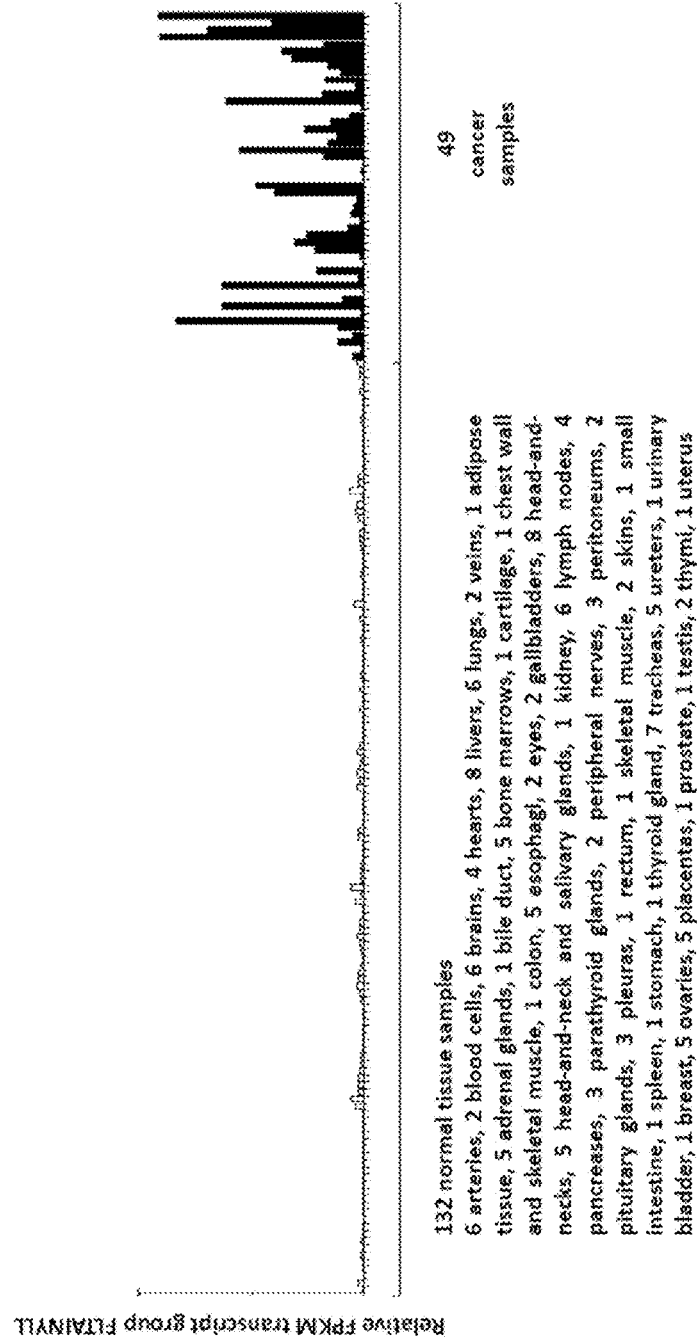 Relative FPKM transcript group FLTAINYLL
132 normal tissue samples
6 arteries, 2 blood cells, 6 brains, 4 hearts, 8 livers, 6 lungs, 2 veins, 1 adipose
tissue, 5 adrenal glands, 1 bile duct, 5 bone marrows, 1 cartilage, 1 chest wall
and skeletal muscle, 1 colon, 5 esophagi, 2 eyes, 2 gallbladders, 8 head-and-
necks, 5 head-and-neck and salivary glands, 1 kidney, 6 lymph nodes, 4
pancreases, 3 parathyroid glands, 2 peripheral nerves, 3 peritoneums, 2
pituitary glands, 3 pleuras, 1 rectum, 1 skeletal muscle, 2 skins, 1 small
intestine, 1 spleen, 1 stomach, 1 thyroid gland, 7 tracheas, 5 ureters, 1 urinary
bladder, 1 breast, 5 ovaries, 5 placentas, 1 prostate, 1 testis, 2 thymi, 1 uterus
49
cancer
samples